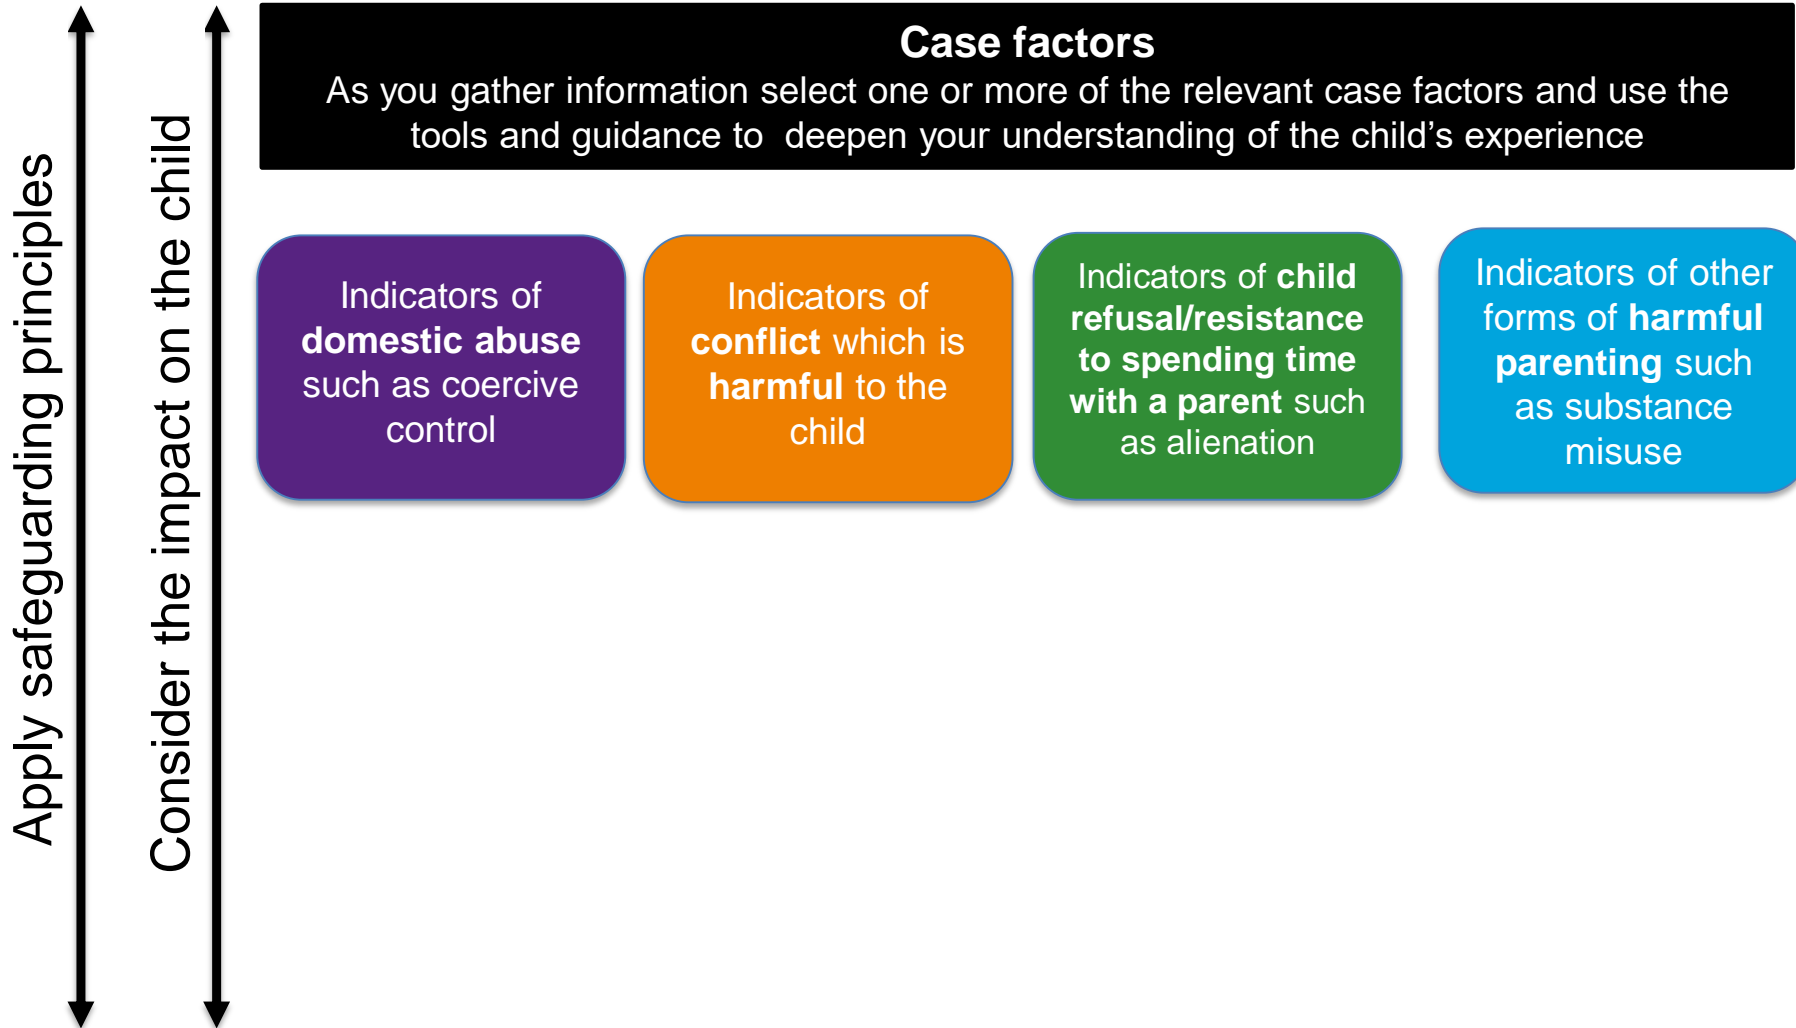 Apply safeguarding principles
Consider the impact on the child
Case factors
As you gather information select one or more of the relevant case factors and use the
tools and guidance to  deepen your understanding of the child’s experience
Indicators of
domestic abuse
such as coercive
control
Indicators of
conflict which is
harmful to the
child
Indicators of child
refusal/resistance
to spending time
with a parent such
as alienation
Indicators of other
forms of harmful
parenting such
as substance
misuse